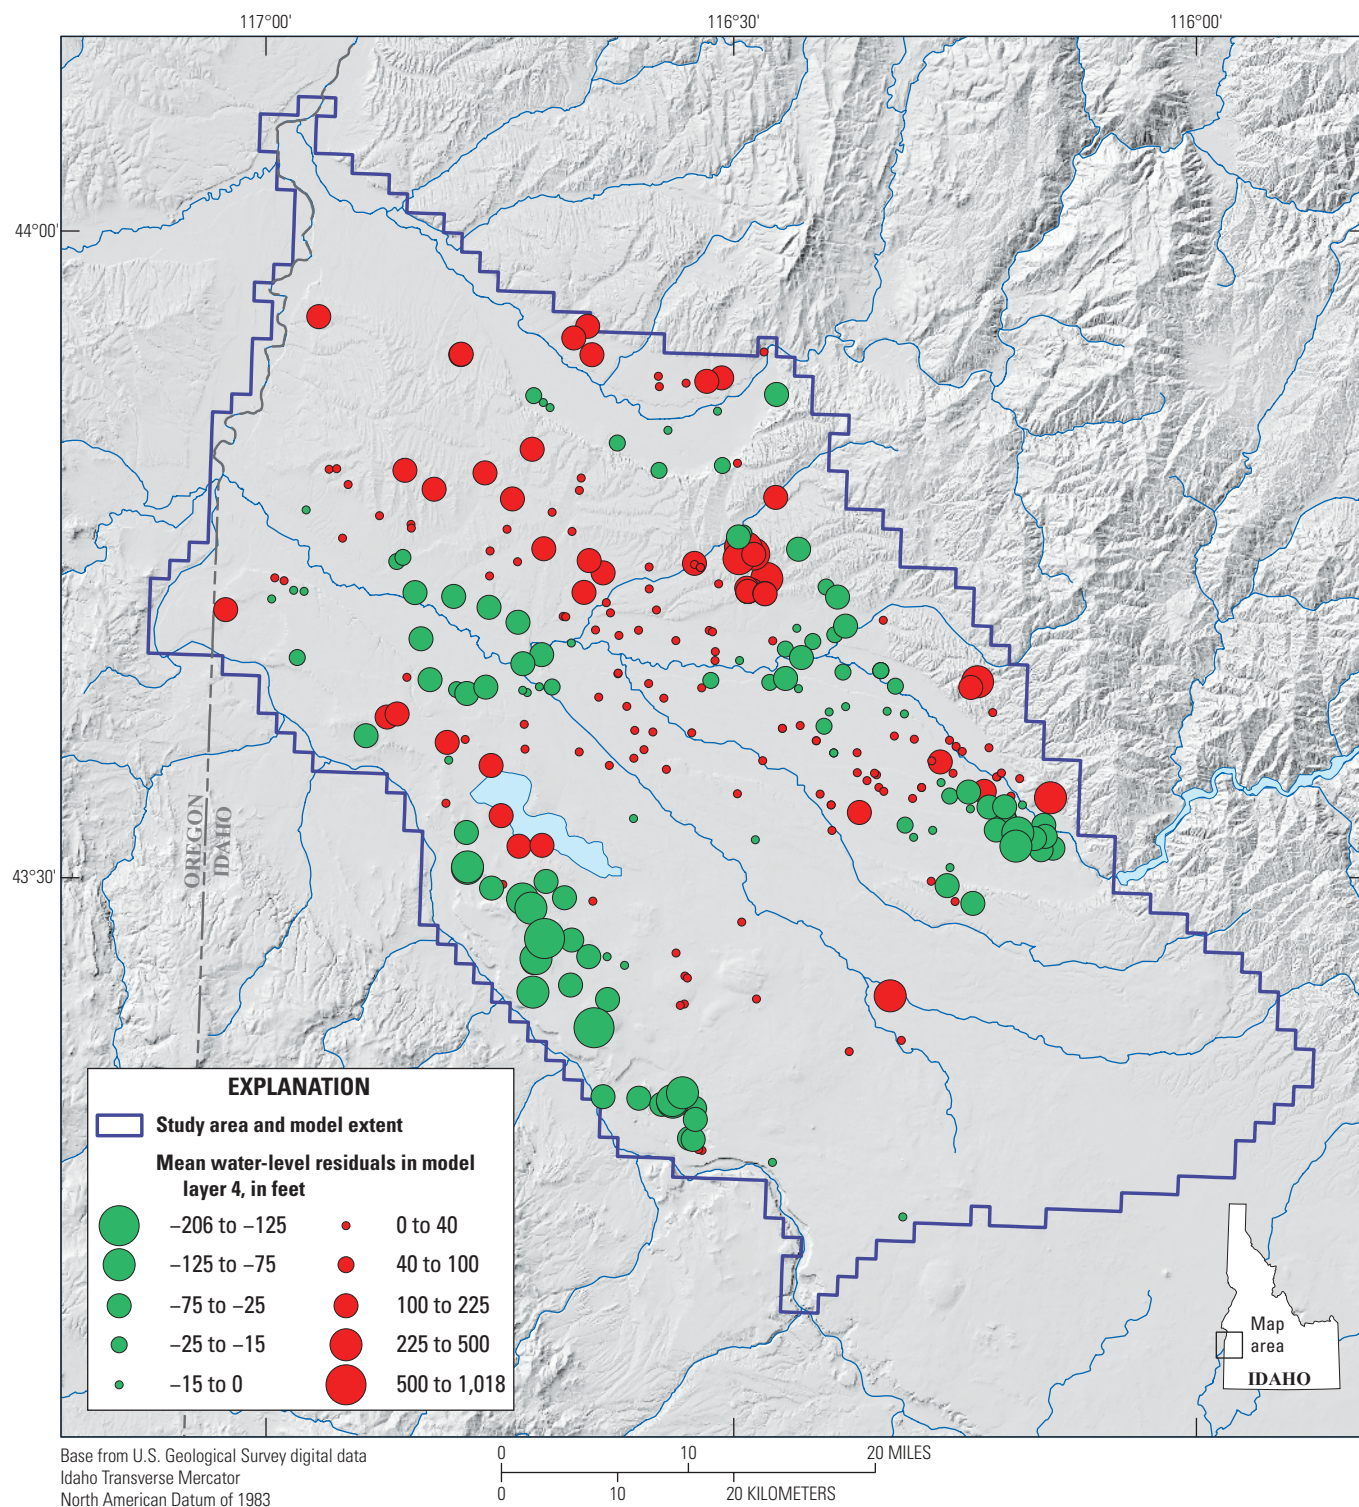 117°00'
116°30'
116°00'
44°00'
43°30'
OREGON
IDAHO
EXPLANATION
Study area and model extent
Mean water-level residuals in model
layer 4, in feet
−206 to −125
0 to 40
−125 to −75
40 to 100
−75 to −25
100 to 225
−25 to −15
225 to 500
−15 to 0
500 to 1,018
Map
area
IDAHO
Base from U.S. Geological Survey digital data
Idaho Transverse Mercator
North American Datum of 1983
0 10 20 MILES
0 10 20 KILOMETERS